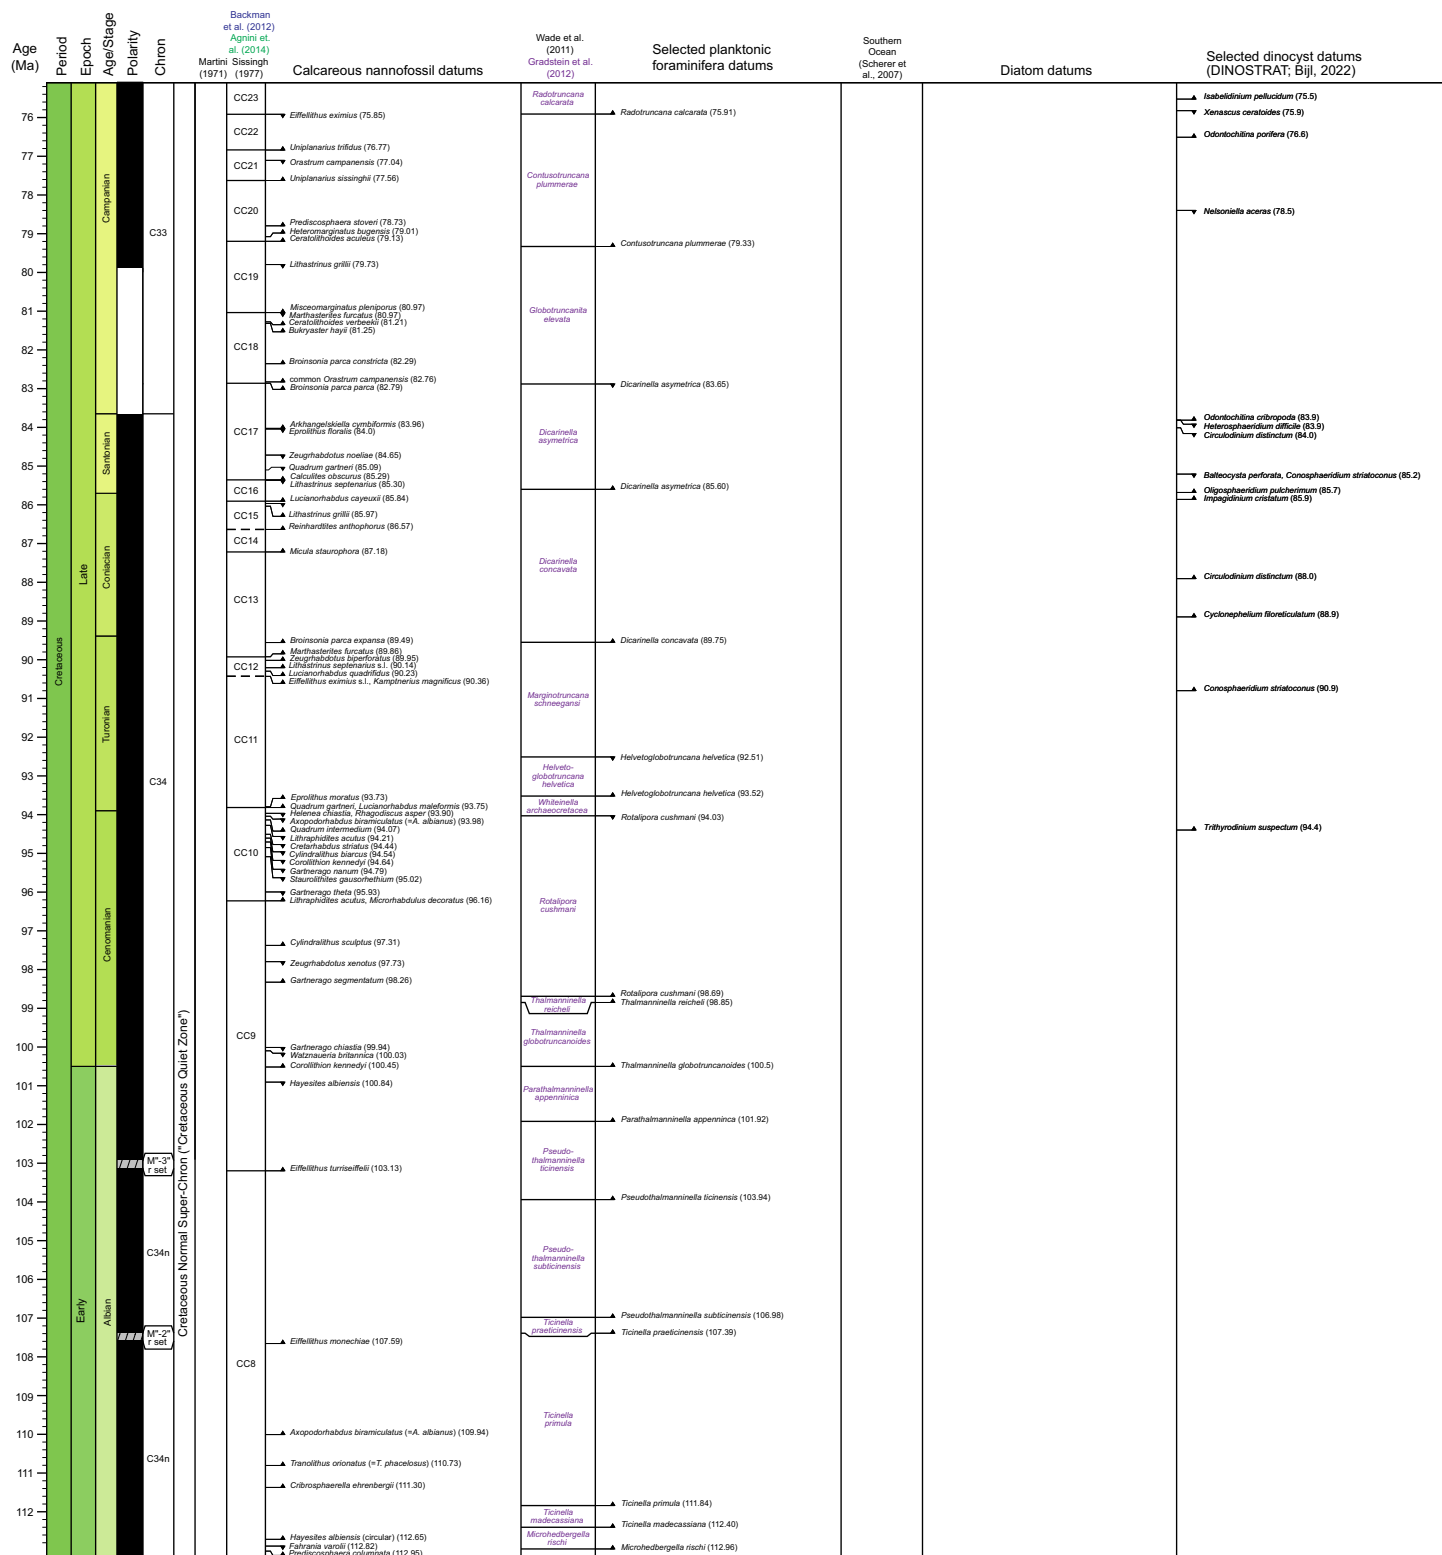 Age
(Ma)
Period
Epoch
Age/Stage
Polarity
Chron
Backman
et al. (2012)
Agnini et.
al. (2014)
Martini
(1971)
Sissingh
(1977)
Calcareous nannofossil datums
Wade et al.
(2011)
Gradstein et al.
(2012)
Selected planktonic
foraminifera datums
Southern
Ocean
(Scherer et
al., 2007)
Diatom datums
Selected dinocyst datums
(DINOSTRAT; Bijl, 2022)
76
77
78
79
80
81
82
83
84
85
86
87
88
89
90
91
92
93
94
95
96
97
98
99
100
101
102
103
104
105
106
107
108
109
110
111
112
Cretaceous
Late
Early
Campanian
Santonian
Coniacian
Turonian
Cenomanian
Albian
C33
C34
M"-3"
r set
C34n
M"-2"
r set
C34n
Cretaceous Normal Super-Chron ("Cretaceous Quiet Zone")
CC23
CC22
CC21
CC20
CC19
CC18
CC17
CC16
CC15
CC14
CC13
CC12
CC11
CC10
CC9
CC8
Eiffellithus eximius (75.85)
Uniplanarius trifidus (76.77)
Orastrum campanensis (77.04)
Uniplanarius sissinghii (77.56)
Prediscosphaera stoveri (78.73)
Heteromarginatus bugensis (79.01)
Ceratolithoides aculeus (79.13)
Lithastrinus grillii (79.73)
Misceomarginatus pleniporus (80.97)
Marthasterites furcatus (80.97)
Ceratolithoides verbeekii (81.21)
Bukryaster hayii (81.25)
Broinsonia parca constricta (82.29)
common Orastrum campanensis (82.76)
Broinsonia parca parca (82.79)
Arkhangelskiella cymbiformis (83.96)
Eprolithus floralis (84.0)
Zeugrhabdotus noeliae (84.65)
Quadrum gartneri (85.09)
Calculites obscurus (85.29)
Lithastrinus septenarius (85.30)
Lucianorhabdus cayeuxii (85.84)
Lithastrinus grillii (85.97)
Reinhardtites anthophorus (86.57)
Micula staurophora (87.18)
Broinsonia parca expansa (89.49)
Marthasterites furcatus (89.86)
Zeugrhabdotus biperforatus (89.95)
Lithastrinus septenarius s.l. (90.14)
Lucianorhabdus quadrifidus (90.23)
Eiffellithus eximius s.l., Kamptnerius magnificus (90.36)
Eprolithus moratus (93.73)
Quadrum gartneri, Lucianorhabdus maleformis (93.75)
Helenea chiastia, Rhagodiscus asper (93.90)
Axopodorhabdus biramiculatus (=A. albianus) (93.98)
Quadrum intermedium (94.07)
Lithraphidites acutus (94.21)
Cretarhabdus striatus (94.44)
Cylindralithus biarcus (94.54)
Corollithion kennedyi (94.64)
Gartnerago nanum (94.79)
Staurolithites gausorhethium (95.02)
Gartnerago theta (95.93)
Lithraphidites acutus, Microrhabdulus decoratus (96.16)
Cylindralithus sculptus (97.31)
Zeugrhabdotus xenotus (97.73)
Gartnerago segmentatum (98.26)
Gartnerago chiastia (99.94)
Watznaueria britannica (100.03)
Corollithion kennedyi (100.45)
Hayesites albiensis (100.84)
Eiffellithus turriseiffelii (103.13)
Eiffellithus monechiae (107.59)
Axopodorhabdus biramiculatus (=A. albianus) (109.94)
Tranolithus orionatus (=T. phacelosus) (110.73)
Cribrosphaerella ehrenbergii (111.30)
Hayesites albiensis (circular) (112.65)
Fahrania varolii (112.82)
Prediscosphaera columnata (112.95)
Radotruncana
calcarata
Contusotruncana
plummerae
Globotruncanita
elevata
Dicarinella
asymetrica
Dicarinella
concavata
Marginotruncana
schneegansi
Helveto-
globotruncana
helvetica
Whiteinella
archaeocretacea
Rotalipora
cushmani
Thalmanninella
reicheli
Thalmanninella
globotruncanoides
Parathalmanninella
appenninica
Pseudo-
thalmanninella
ticinensis
Pseudo-
thalmanninella
subticinensis
Ticinella
praeticinensis
Ticinella
primula
Ticinella
madecassiana
Microhedbergella
rischi
Radotruncana calcarata (75.91)
Contusotruncana plummerae (79.33)
Dicarinella asymetrica (83.65)
Dicarinella asymetrica (85.60)
Dicarinella concavata (89.75)
Helvetoglobotruncana helvetica (92.51)
Helvetoglobotruncana helvetica (93.52)
Rotalipora cushmani (94.03)
Rotalipora cushmani (98.69)
Thalmanninella reicheli (98.85)
Thalmanninella globotruncanoides (100.5)
Parathalmanninella appenninca (101.92)
Pseudothalmanninella ticinensis (103.94)
Pseudothalmanninella subticinensis (106.98)
Ticinella praeticinensis (107.39)
Ticinella primula (111.84)
Ticinella madecassiana (112.40)
Microhedbergella rischi (112.96)
Isabelidinium pellucidum (75.5)
Xenascus ceratoides (75.9)
Odontochitina porifera (76.6)
Nelsoniella aceras (78.5)
Odontochitina cribropoda (83.9)
Heterosphaeridium difficile (83.9)
Circulodinium distinctum (84.0)
Balteocysta perforata, Conosphaeridium striatoconus (85.2)
Oligosphaeridium pulcherimum (85.7)
Impagidinium cristatum (85.9)
Circulodinium distinctum (88.0)
Cyclonephelium filoreticulatum (88.9)
Conosphaeridium striatoconus (90.9)
Trithyrodinium suspectum (94.4)